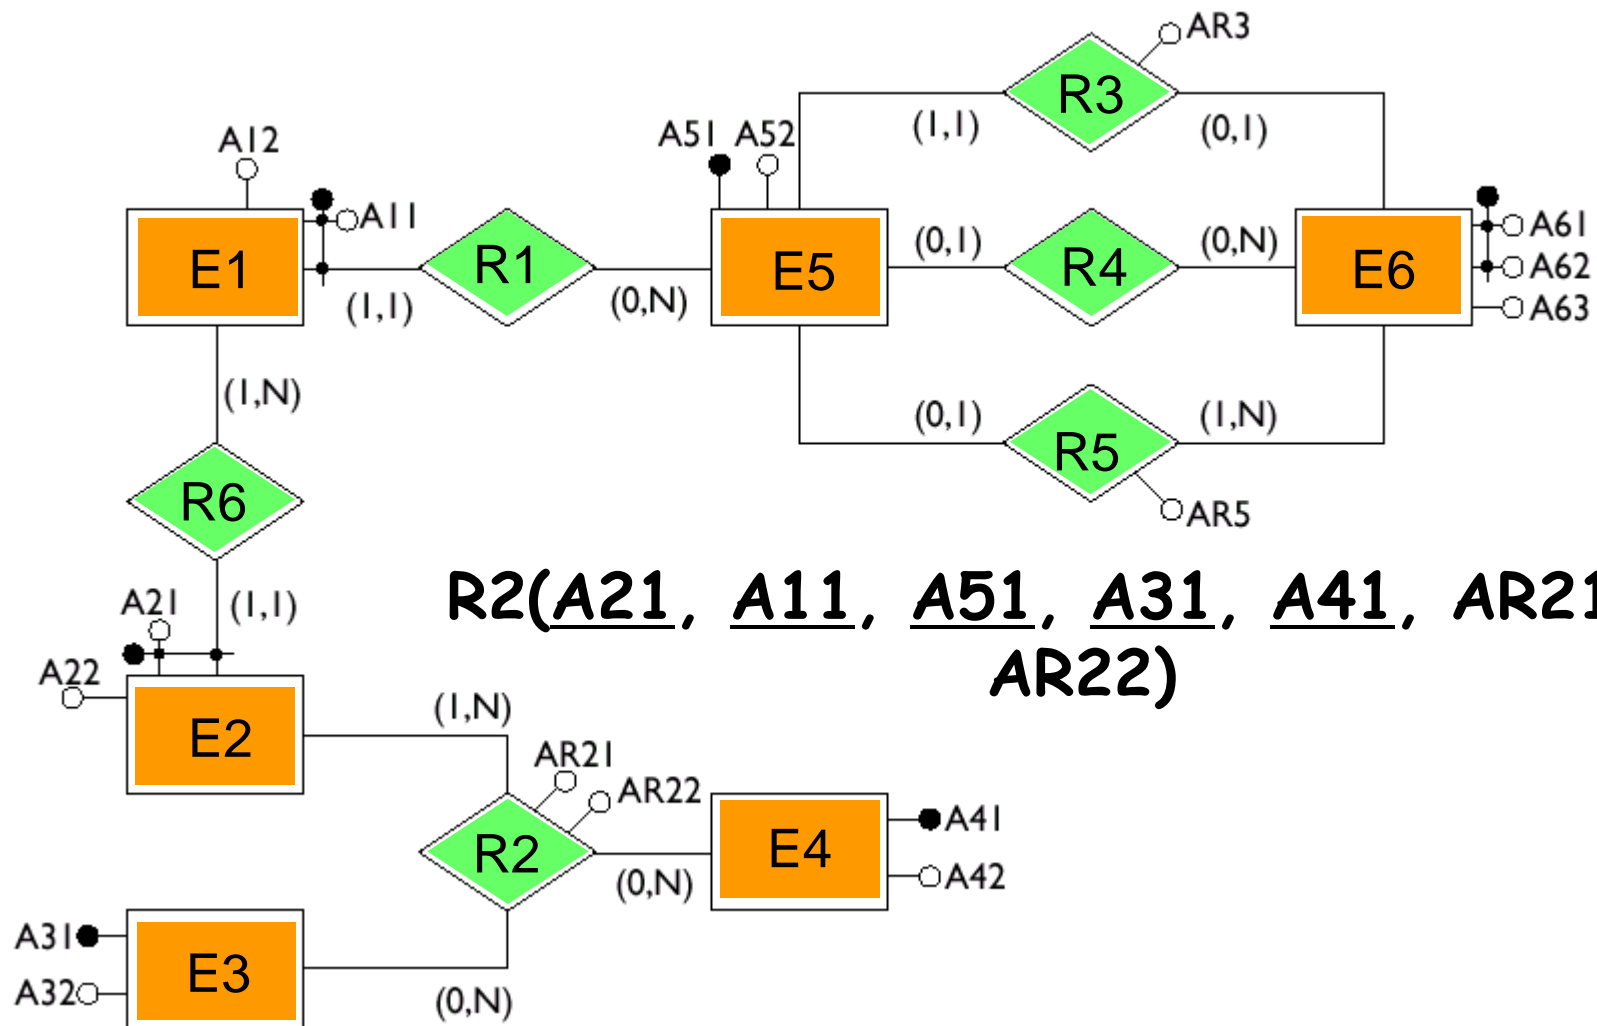 AR3
R3
(1,1)
(0,1)
A12
A51 A52
A11
E1
R1
(1,1)
(0,N)
E5
(0,1)
R4
(0,N)
E6
A61
A62
A63
(1,N)
(0,1)
R5
(1,N)
AR5
R6
A21
(1,1)
A22
R2(A21, A11, A51, A31, A41, AR21
AR22)
E2
(1,N)
AR21
AR22
R2
(0,N)
E4
A41
A42
A31
A32
E3
(0,N)